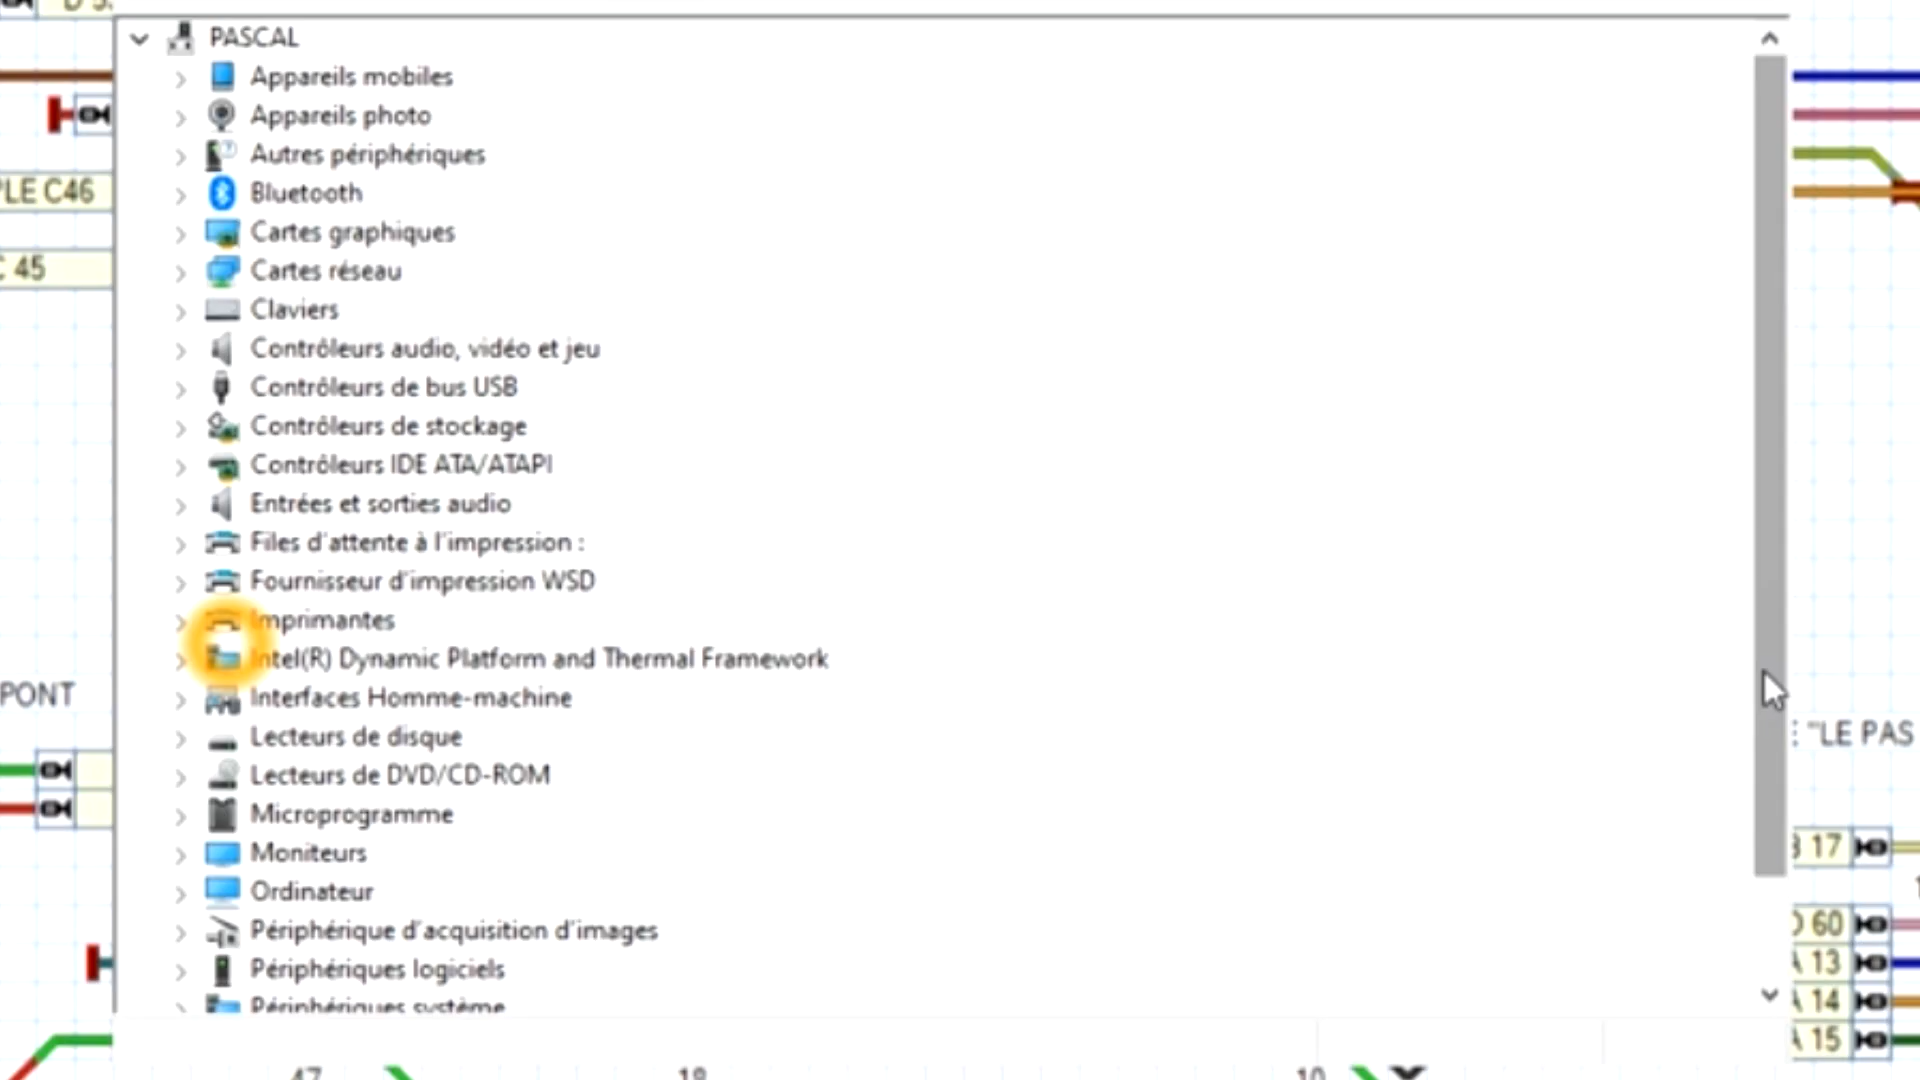 PASCAL
Appareils mobiles
Appareils photo
Autres périphériques
Bluetooth
Cartes graphiques
Cartes réseau
Claviers
Contrôleurs audio, vidéo et jeu
Contrôleurs de bus USB
Contrôleurs de stockage
Contrôleurs IDE ATA/ATAPI
Entrées et sorties audio
Files d'attente à l'impression :
Fournisseur d'impression WSD
Imprimantes
Intel(R) Dynamic Platform and Thermal Framework
Interfaces Homme-machine
Lecteurs de disque
Lecteurs de DVD/CD-ROM
Microprogramme
Moniteurs
Ordinateur
Périphérique d'acquisition d'images
Périphériques logiciels
Périphériques système
PLE C46
C 45
PONT
"LE PAS
17
60
A 13
A 14
A 15
18